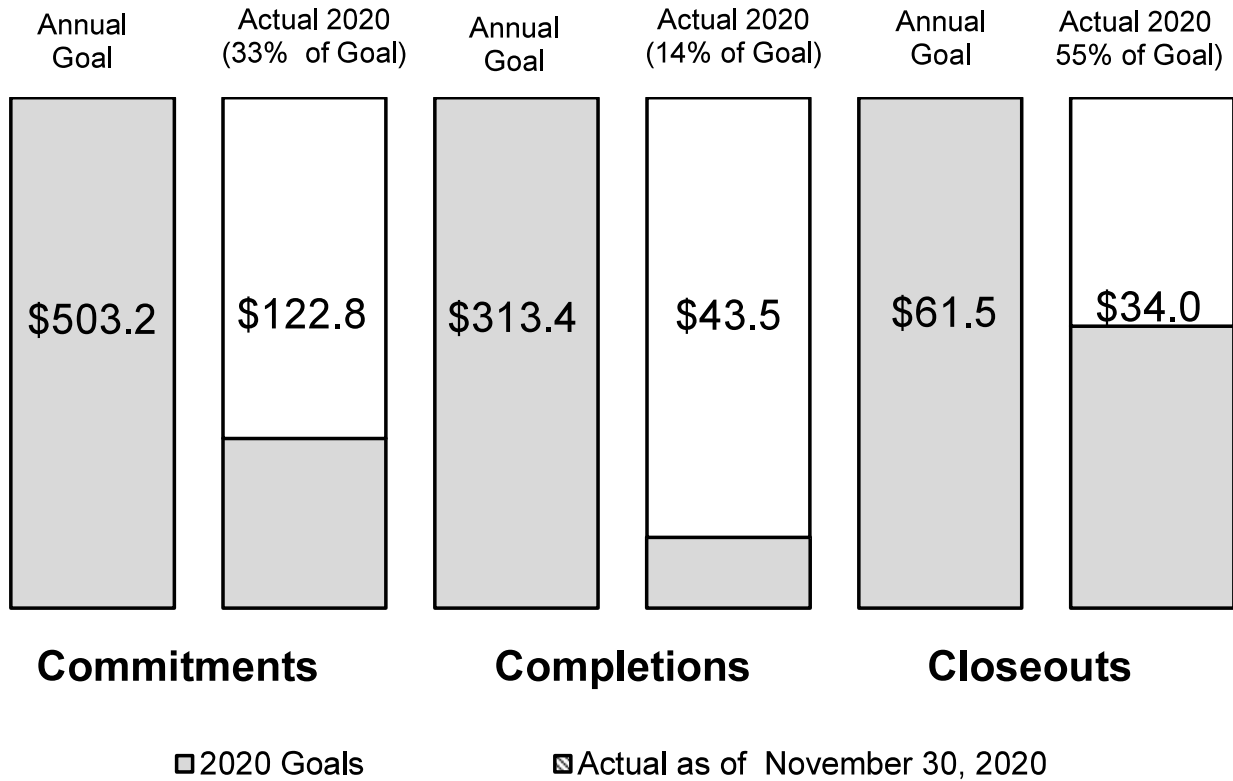 Annual
Goal
Actual 2020
(33%  of Goal)
Annual
Goal
Actual 2020
(14% of Goal)
Annual
Goal
Actual 2020
55% of Goal)
$503.2
$122.8
$313.4
$43.5
$61.5
$34.0
Commitments
Completions
Closeouts
2020 Goals
Actual as of  November 30, 2020